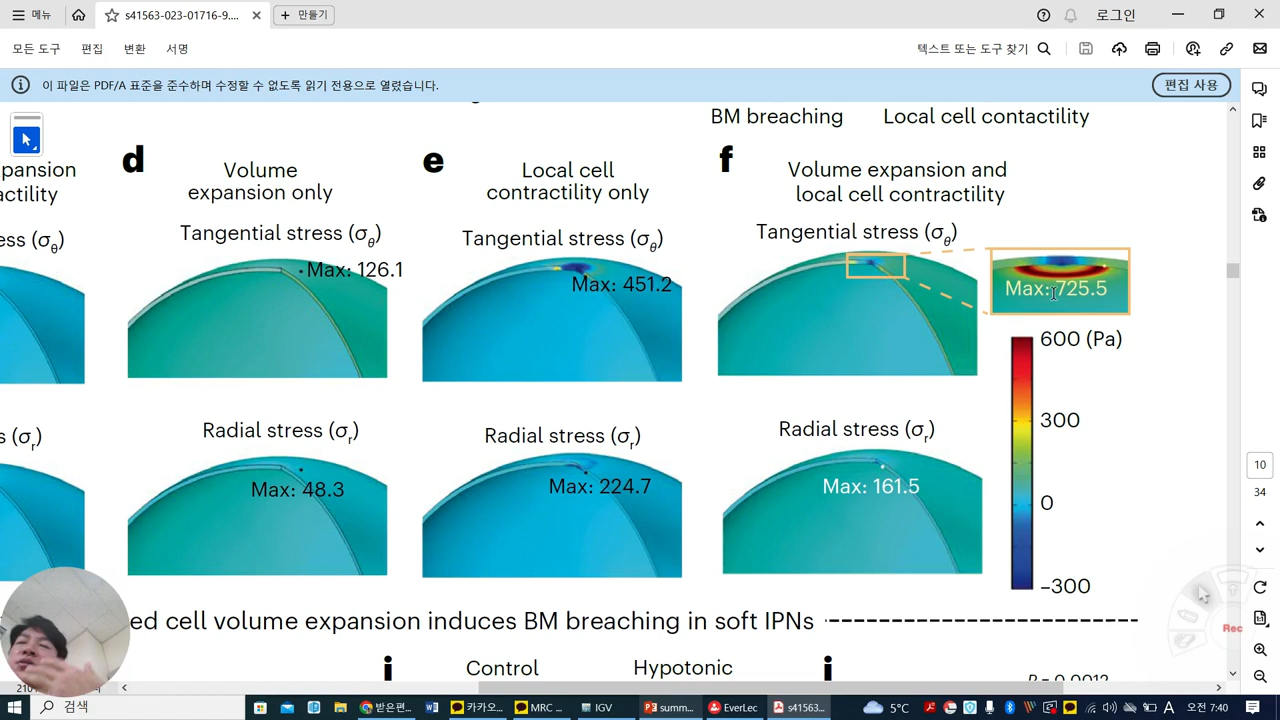 메뉴
s41563-023-01716-9....
만들기
로그인
모든 도구
편집
변환
서명
텍스트 또는 도구 찾기
이 파일은 PDF/A 표준을 준수하며 수정할 수 없도록 읽기 전용으로 열렸습니다.
편집 사용
BM breaching
Local cell contactility
d
Volume
expansion only
e
Local cell
contractility only
f
Volume expansion and
local cell contractility
Tangential stress (σθ)
Tangential stress (σθ)
Tangential stress (σθ)
ess (σθ)
Max: 126.1
Max: 451.2
Max: 725.5
600 (Pa)
300
0
−300
Radial stress (σr)
Radial stress (σr)
Radial stress (σr)
s (σr)
Max: 48.3
Max: 224.7
Max: 161.5
10
34
ed cell volume expansion induces BM breaching in soft IPNs
i
Control
Hypotonic
Rec
검색
받은편...
카카오...
MRC ...
IGV
summ...
EverLec
s41563...
5°C
A
오전 7:40